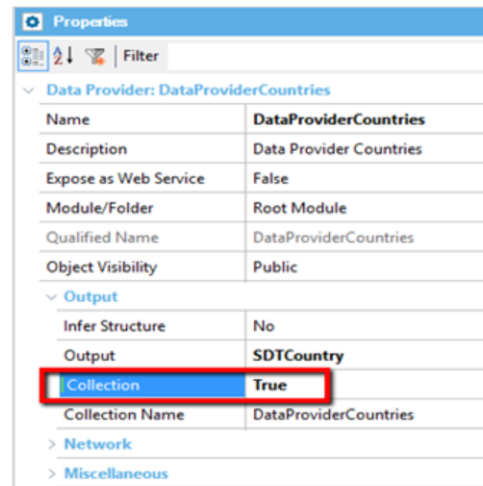 Properties
Filter
Data Provider: DataProviderCountries
Name DataProviderCountries
Description Data Provider Countries
Expose as Web Service False
Module/Folder Root Module
Qualified Name DataProviderCountries
Object Visibility Public
Output
Infer Structure No
Output SDTCountry
Collection True
Collection Name DataProviderCountries
Network
Miscellaneous